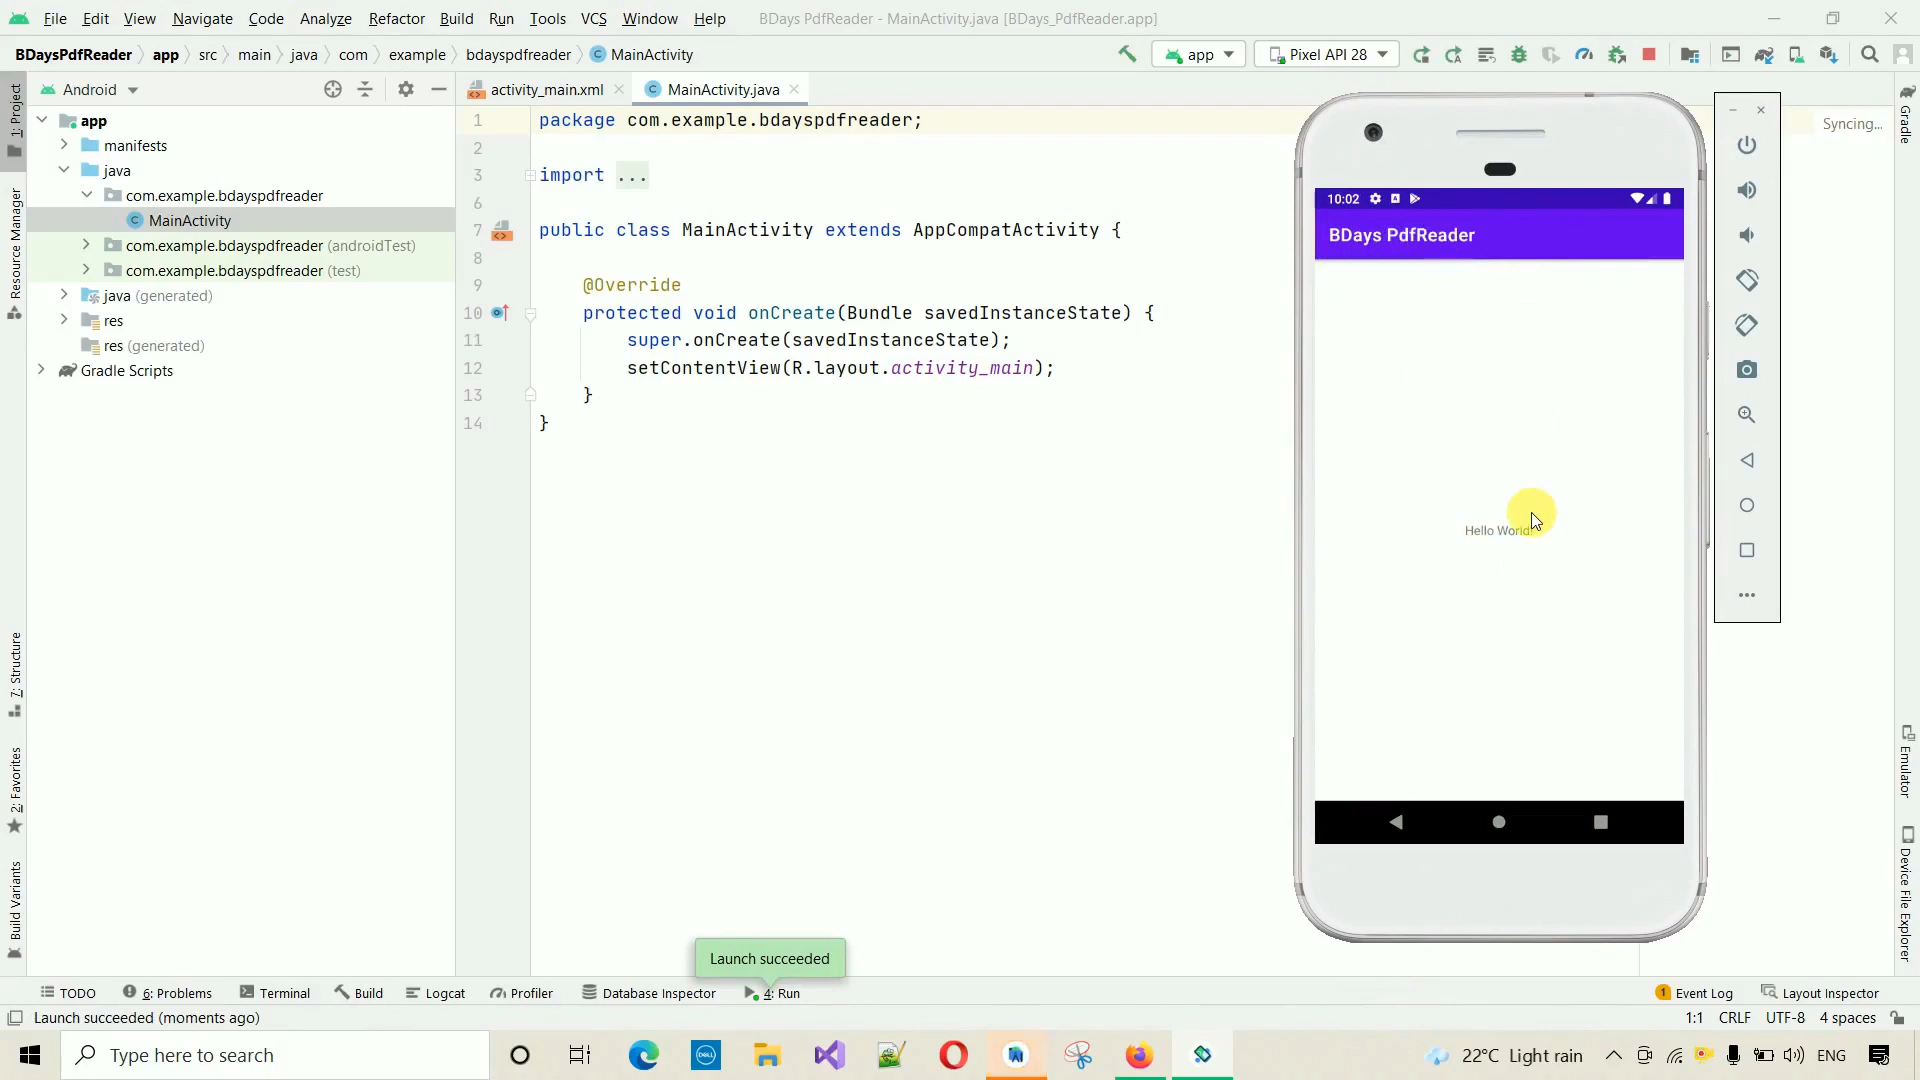 File Edit View Navigate Code Analyze Refactor Build Run Tools VCS Window Help BDays PdfReader - MainActivity.java [BDays_PdfReader.app]
BDaysPdfReader app src main java com example bdayspdfreader MainActivity app Pixel API 28
Android activity_main.xml MainActivity.java
1: Project
Resource Manager
7: Structure
2: Favorites
Build Variants
app
manifests
java
com.example.bdayspdfreader
MainActivity
com.example.bdayspdfreader (androidTest)
com.example.bdayspdfreader (test)
java (generated)
res
res (generated)
Gradle Scripts
1 package com.example.bdayspdfreader;
2
3 import ...
6
7 public class MainActivity extends AppCompatActivity {
8
9 @Override
10 protected void onCreate(Bundle savedInstanceState) {
11 super.onCreate(savedInstanceState);
12 setContentView(R.layout.activity_main);
13 }
14 }
10:02
BDays PdfReader
Hello World!
Syncing...
Gradle
Emulator
Device File Explorer
Launch succeeded
TODO 6: Problems Terminal Build Logcat Profiler Database Inspector 4: Run 1 Event Log Layout Inspector
Launch succeeded (moments ago) 1:1 CRLF UTF-8 4 spaces
Type here to search DELL 22°C Light rain ENG